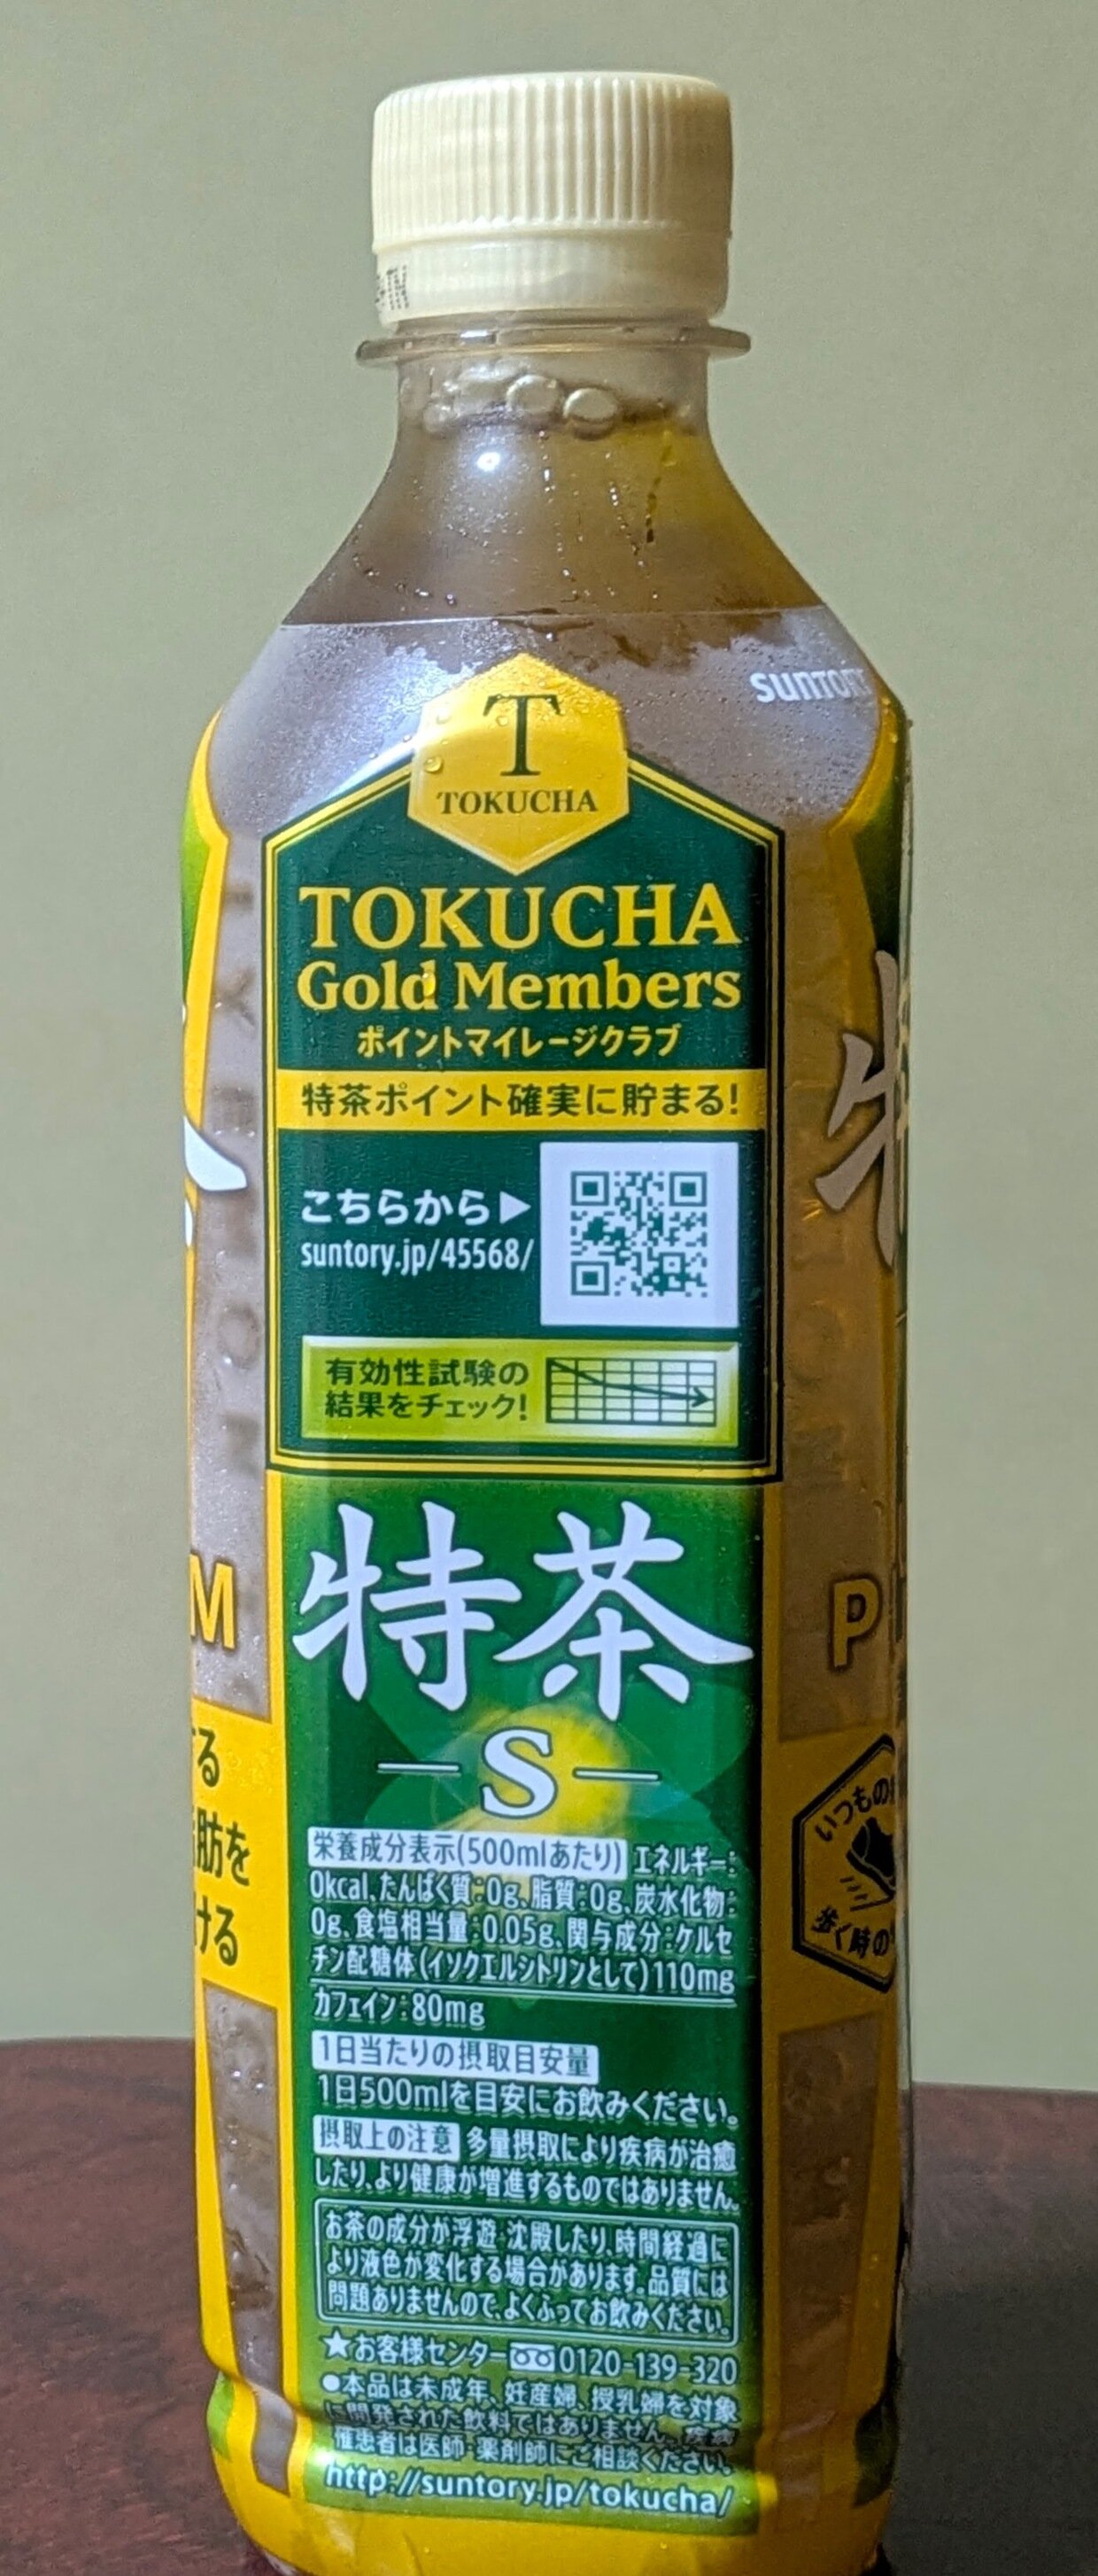 suntory
T
TOKUCHA
TOKUCHA
Gold Members
ポイントマイレージクラブ
特茶ポイント確実に貯まる!
こちらから▶
suntory.jp/45568/
有効性試験の
結果をチェック!
特茶
S
栄養成分表示(500mlあたり) エネルギー:
0kcal、たんぱく質:0g、脂質:0g、炭水化物:
0g、食塩相当量:0.05g、関与成分:ケルセ
チン配糖体(イソクエルシトリンとして)110mg
カフェイン:80mg
1日当たりの摂取目安量
1日500mlを目安にお飲みください。
摂取上の注意 多量摂取により疾病が治癒
したり、より健康が増進するものではありません。
お茶の成分が浮遊・沈殿したり、時間経過に
より液色が変化する場合があります。品質には
問題ありませんので、よくふってお飲みください。
★お客様センター 0120-139-320
●本品は未成年、妊産婦、授乳婦を対象
に開発された飲料ではありません。疾病
罹患者は医師・薬剤師にご相談ください。
http://suntory.jp/tokucha/
M
る
肪を
ける
特
P
いつもの
歩く時の